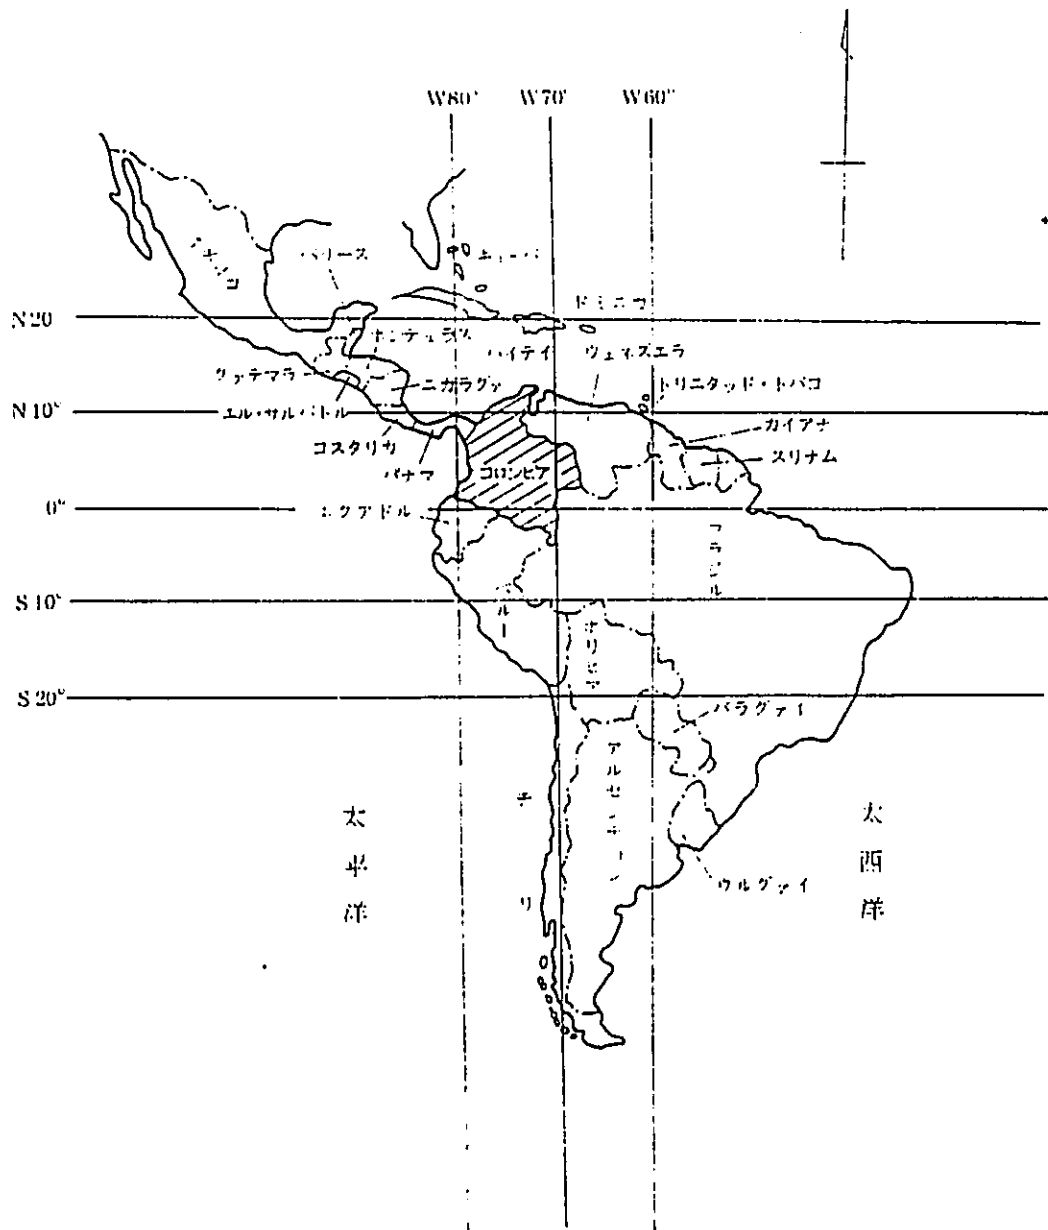 W80° W70° W60°
メキシコ
ベリース
キューバ
N20
ドミニカ
ホンデュラス
ハイテイ
ウェネズエラ
グァテマラ
ニカラグァ
トリニタッド・トバコ
エル・サルバドル
N10°
ガイアナ
コスタリカ
スリナム
パナマ
コロンビア
0°
エクアドル
ブラジル
S10°
ペルー
ボリビア
S20°
パラグァイ
アルゼンチーン
チリ
太平洋
大西洋
ウルグァイ